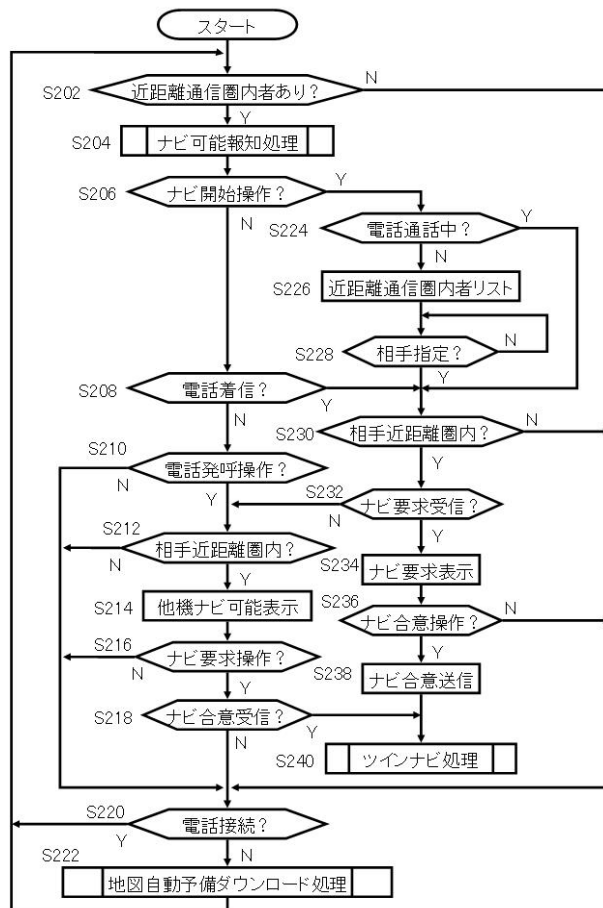 スタート
S202
近距離通信圏内者あり？
N
Y
S204
ナビ可能報知処理
S206
ナビ開始操作？
Y
N
S224
電話通話中？
Y
N
S226
近距離通信圏内者リスト
S228
相手指定？
N
Y
S208
電話着信？
Y
N
S230
相手近距離圏内？
N
Y
S210
電話発呼操作？
N
Y
S232
ナビ要求受信？
N
Y
S212
相手近距離圏内？
N
Y
S234
ナビ要求表示
S214
他機ナビ可能表示
S236
ナビ合意操作？
N
Y
S216
ナビ要求操作？
N
Y
S238
ナビ合意送信
S218
ナビ合意受信？
Y
N
S240
ツインナビ処理
S220
電話接続？
Y
N
S222
地図自動予備ダウンロード処理